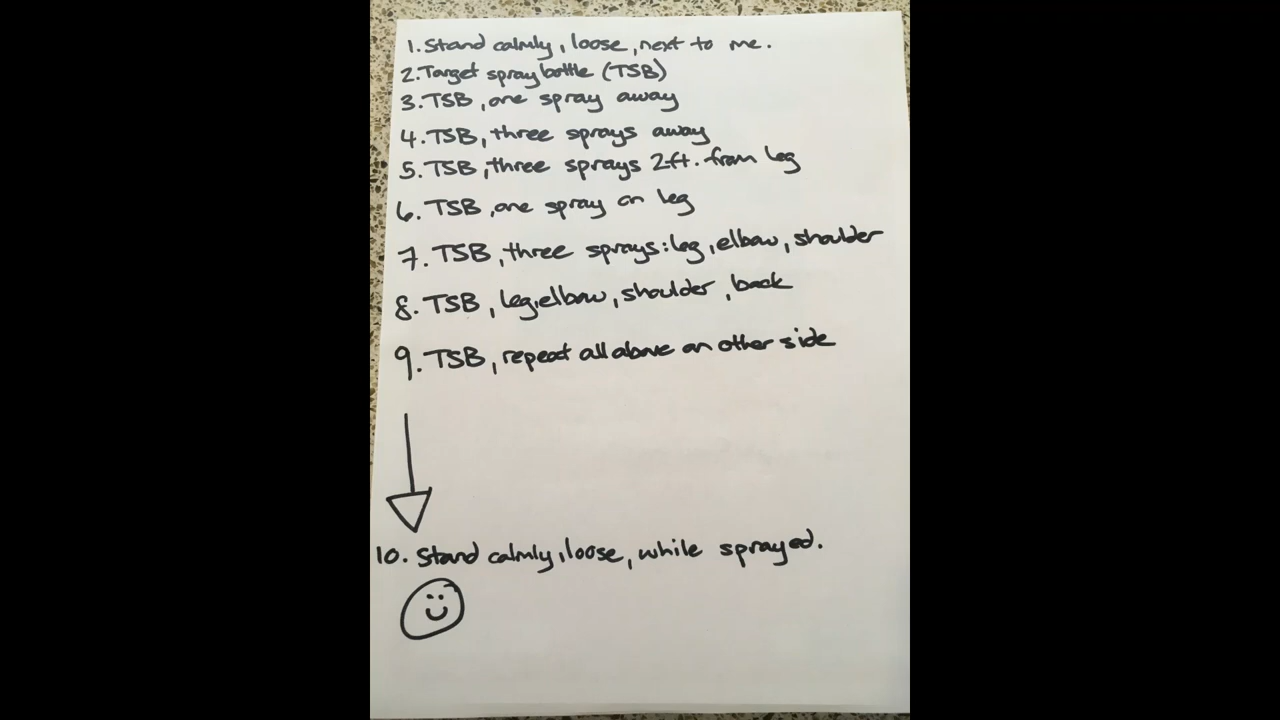 1. Stand calmly, loose, next to me.
2. Target spray bottle (TSB)
3. TSB, one spray away
4. TSB, three sprays away
5. TSB, three sprays 2ft. from leg
6. TSB, one spray on leg
7. TSB, three sprays: leg, elbow, shoulder
8. TSB, leg, elbow, shoulder, back
9. TSB, repeat all above on other side
10. Stand calmly, loose, while sprayed.